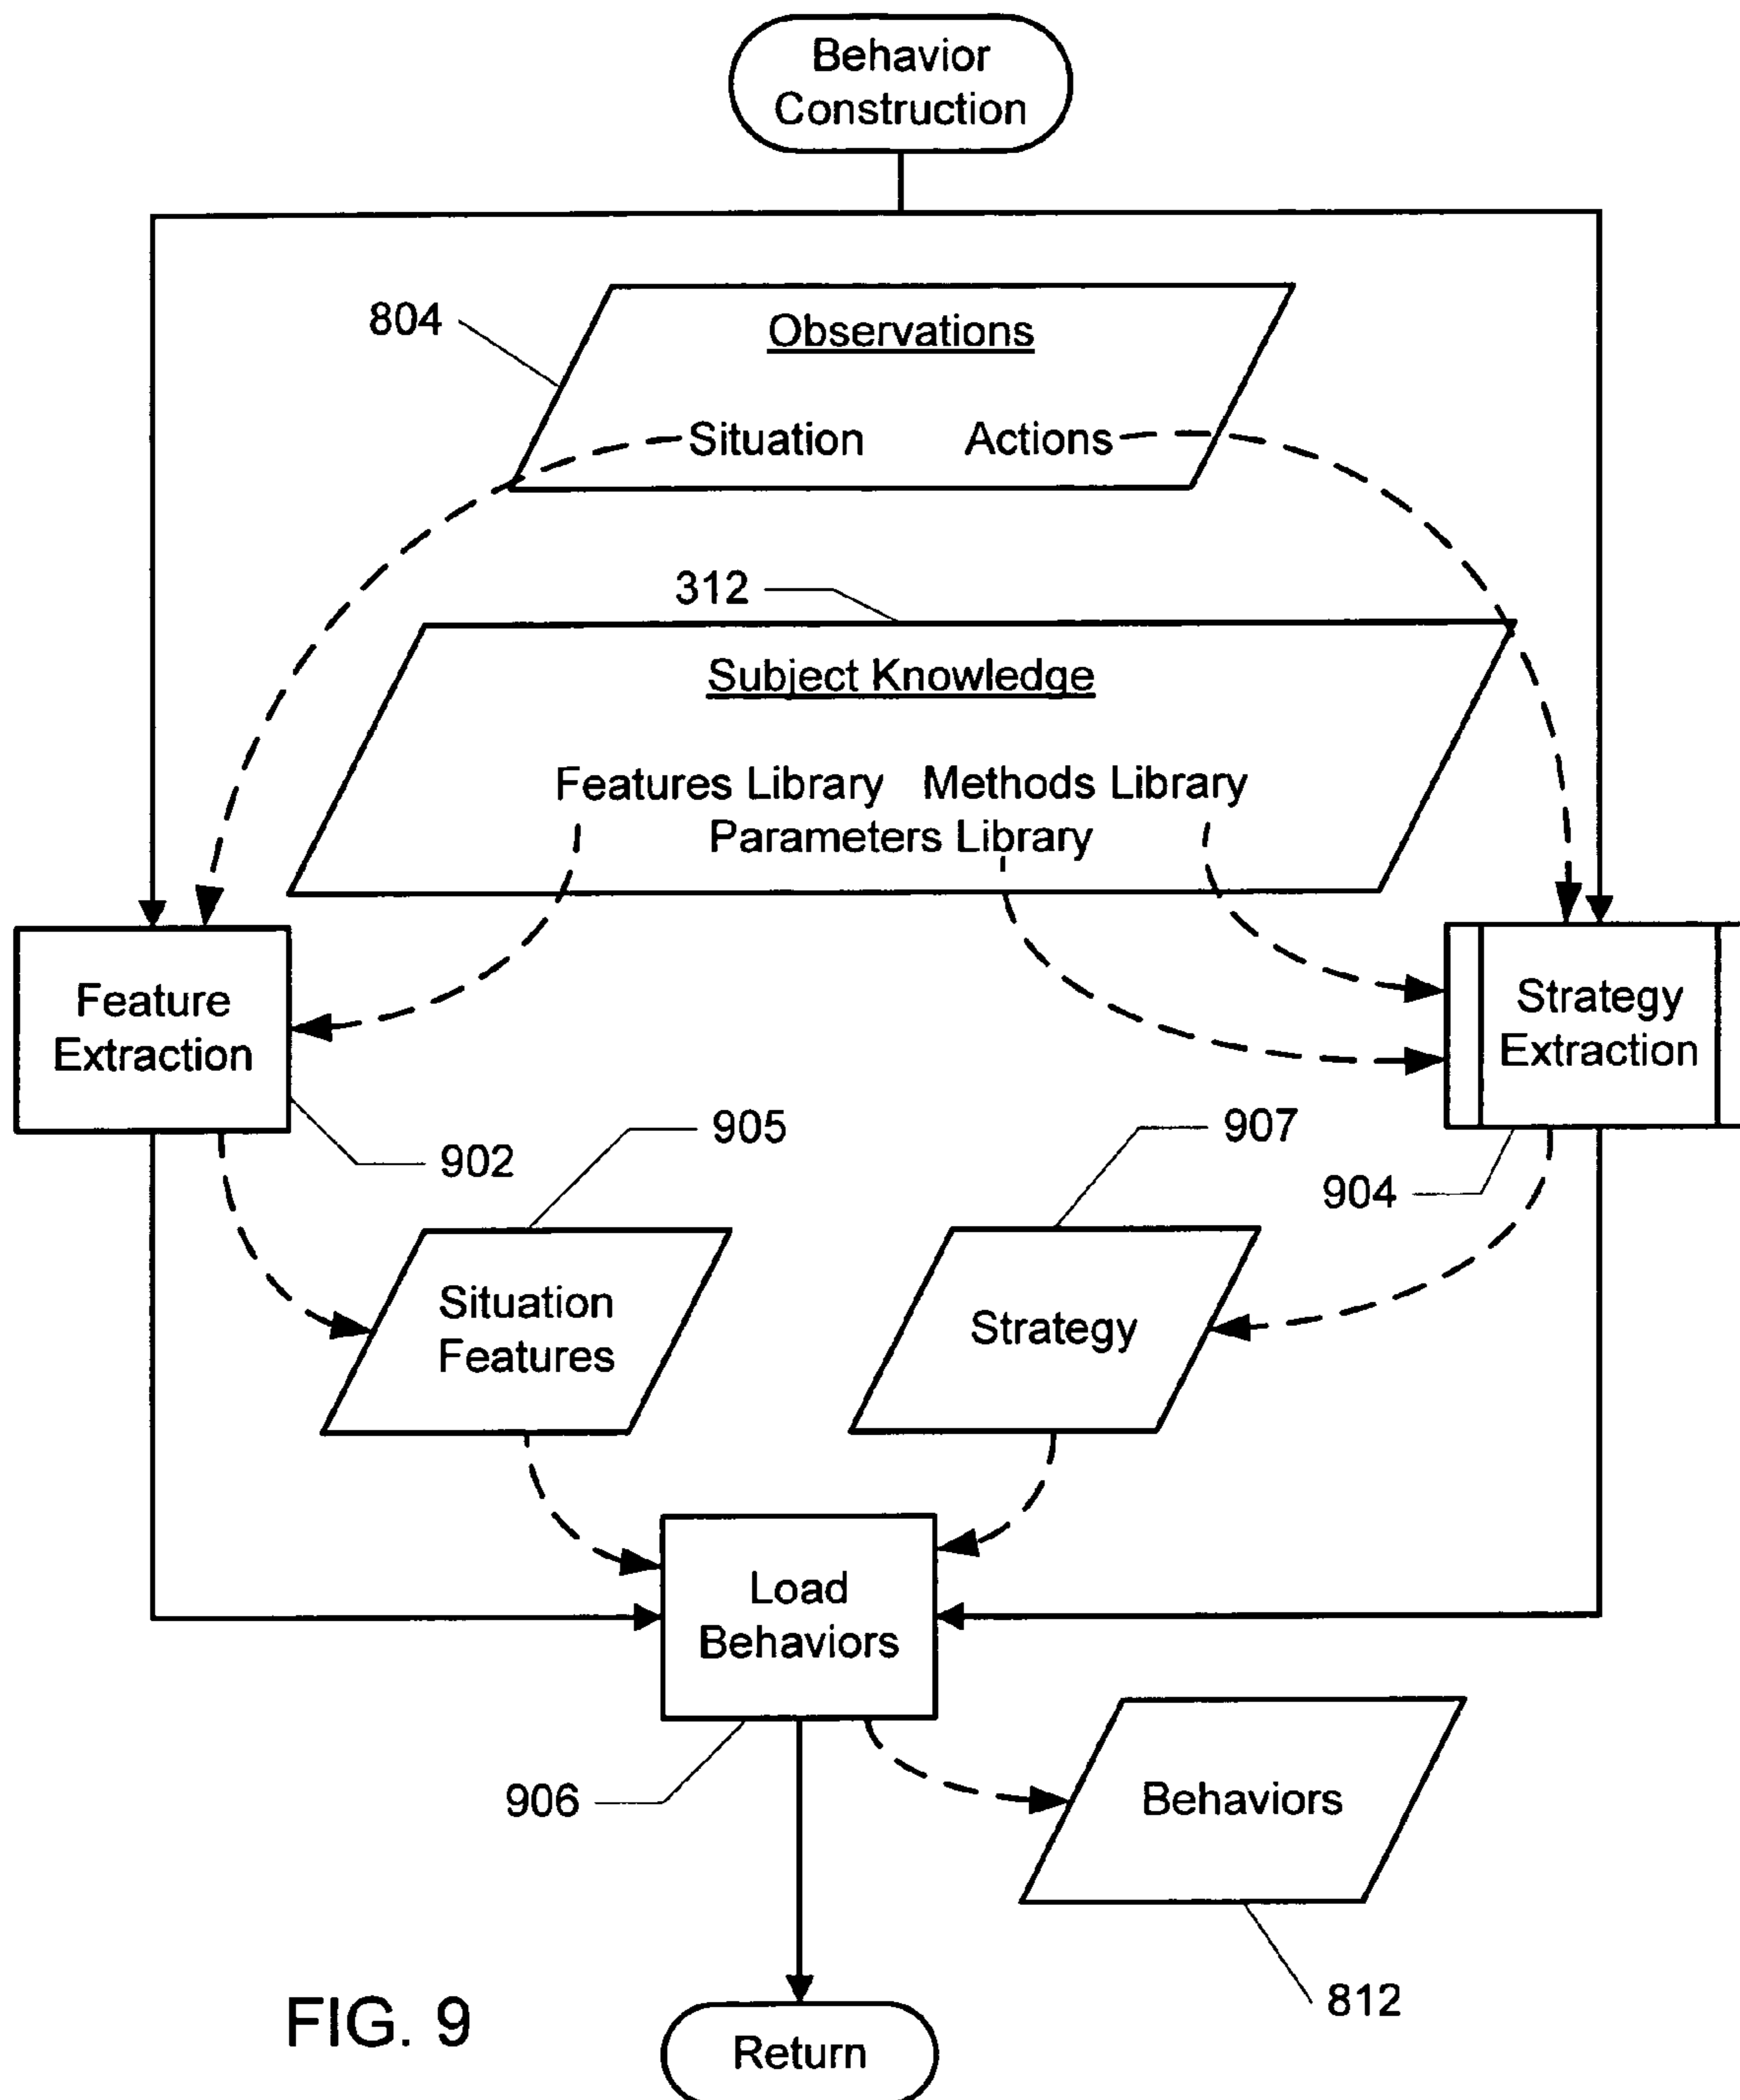 Behavior
Construction
804
Observations
Situation Actions
312
Subject Knowledge
Features Library Methods Library
Parameters Library
Feature
Extraction
Strategy
Extraction
902
905
907
904
Situation
Features
Strategy
Load
Behaviors
906
Behaviors
812
FIG. 9
Return